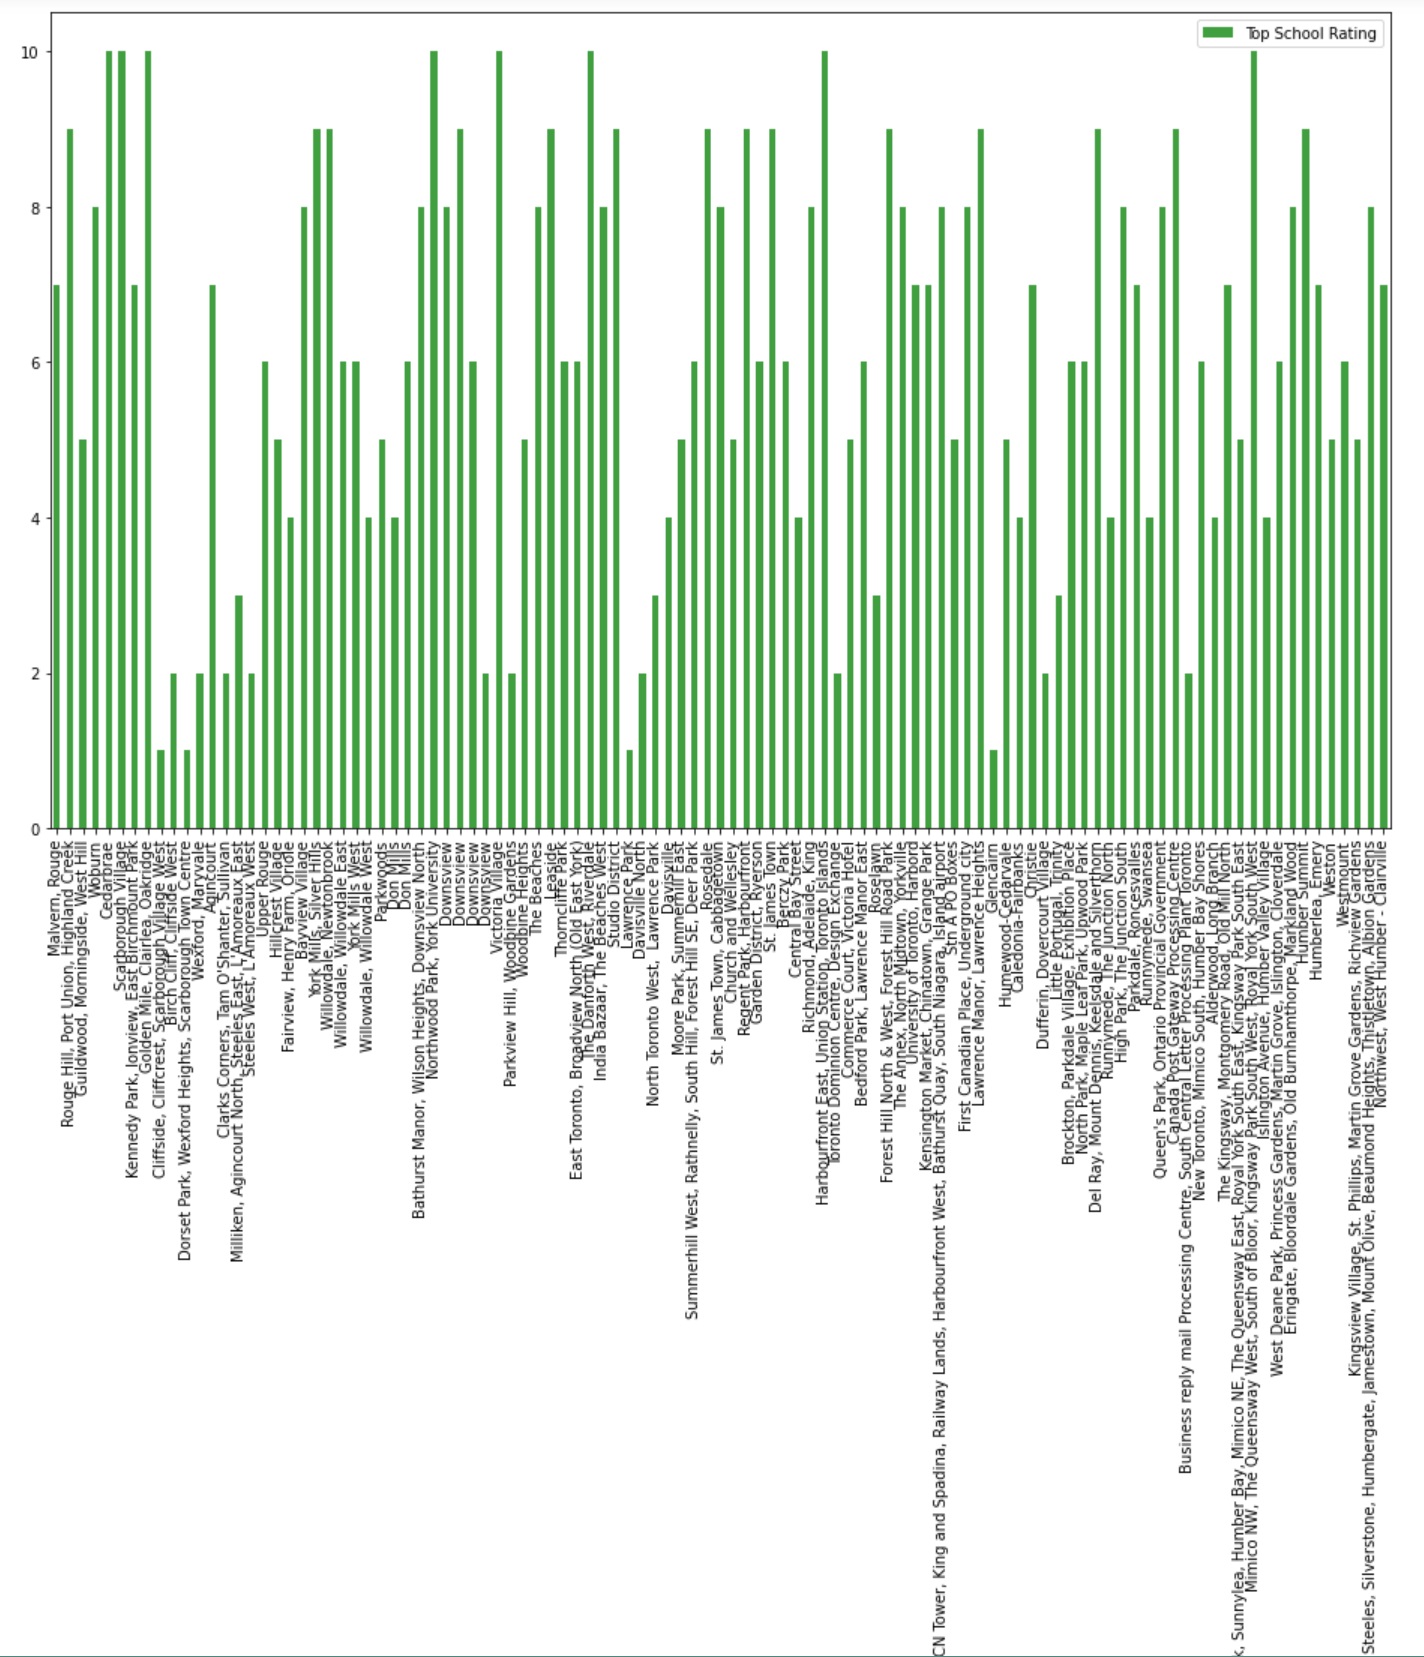 Top School Rating
10
8
6
4
2
0
Malvern, Rouge
Rouge Hill, Port Union, Highland Creek
Guildwood, Morningside, West Hill
Woburn
Cedarbrae
Scarborough Village
Kennedy Park, Ionview, East Birchmount Park
Golden Mile, Clairlea, Oakridge
Cliffside, Cliffcrest, Scarborough Village West
Birch Cliff, Cliffside West
Dorset Park, Wexford Heights, Scarborough Town Centre
Wexford, Maryvale
Agincourt
Clarks Corners, Tam O'Shanter, Sullivan
Milliken, Agincourt North, Steeles East, L'Amoreaux East
Steeles West, L'Amoreaux West
Upper Rouge
Hillcrest Village
Fairview, Henry Farm, Oriole
Bayview Village
York Mills, Silver Hills
Willowdale, Newtonbrook
Willowdale, Willowdale East
York Mills West
Willowdale, Willowdale West
Parkwoods
Don Mills
Don Mills
Bathurst Manor, Wilson Heights, Downsview North
Northwood Park, York University
Downsview
Downsview
Downsview
Downsview
Victoria Village
Parkview Hill, Woodbine Gardens
Woodbine Heights
The Beaches
Leaside
Thorncliffe Park
East Toronto, Broadview North (Old East York)
The Danforth West, Riverdale
India Bazaar, The Beaches West
Studio District
Lawrence Park
Davisville North
North Toronto West, Lawrence Park
Davisville
Moore Park, Summerhill East
Summerhill West, Rathnelly, South Hill, Forest Hill SE, Deer Park
Rosedale
St. James Town, Cabbagetown
Church and Wellesley
Regent Park, Harbourfront
Garden District, Ryerson
St. James Town
Berczy Park
Central Bay Street
Richmond, Adelaide, King
Harbourfront East, Union Station, Toronto Islands
Toronto Dominion Centre, Design Exchange
Commerce Court, Victoria Hotel
Bedford Park, Lawrence Manor East
Roselawn
Forest Hill North & West, Forest Hill Road Park
The Annex, North Midtown, Yorkville
University of Toronto, Harbord
Kensington Market, Chinatown, Grange Park
CN Tower, King and Spadina, Railway Lands, Harbourfront West, Bathurst Quay, South Niagara, Island airport
Stn A PO Boxes
First Canadian Place, Underground city
Lawrence Manor, Lawrence Heights
Glencairn
Humewood-Cedarvale
Caledonia-Fairbanks
Christie
Dufferin, Dovercourt Village
Little Portugal, Trinity
Brockton, Parkdale Village, Exhibition Place
North Park, Maple Leaf Park, Upwood Park
Del Ray, Mount Dennis, Keelsdale and Silverthorn
Runnymede, The Junction North
High Park, The Junction South
Parkdale, Roncesvalles
Runnymede, Swansea
Queen's Park, Ontario Provincial Government
Canada Post Gateway Processing Centre
Business reply mail Processing Centre, South Central Letter Processing Plant Toronto
New Toronto, Mimico South, Humber Bay Shores
Alderwood, Long Branch
The Kingsway, Montgomery Road, Old Mill North
k, Sunnylea, Humber Bay, Mimico NE, The Queensway East, Royal York South East, Kingsway Park South East
Mimico NW, The Queensway West, South of Bloor, Kingsway Park South West, Royal York South West
Islington Avenue, Humber Valley Village
West Deane Park, Princess Gardens, Martin Grove, Islington, Cloverdale
Eringate, Bloordale Gardens, Old Burnhamthorpe, Markland Wood
Humber Summit
Humberlea, Emery
Weston
Westmount
Kingsview Village, St. Phillips, Martin Grove Gardens, Richview Gardens
Steeles, Silverstone, Humbergate, Jamestown, Mount Olive, Beaumond Heights, Thistletown, Albion Gardens
Northwest, West Humber - Clairville